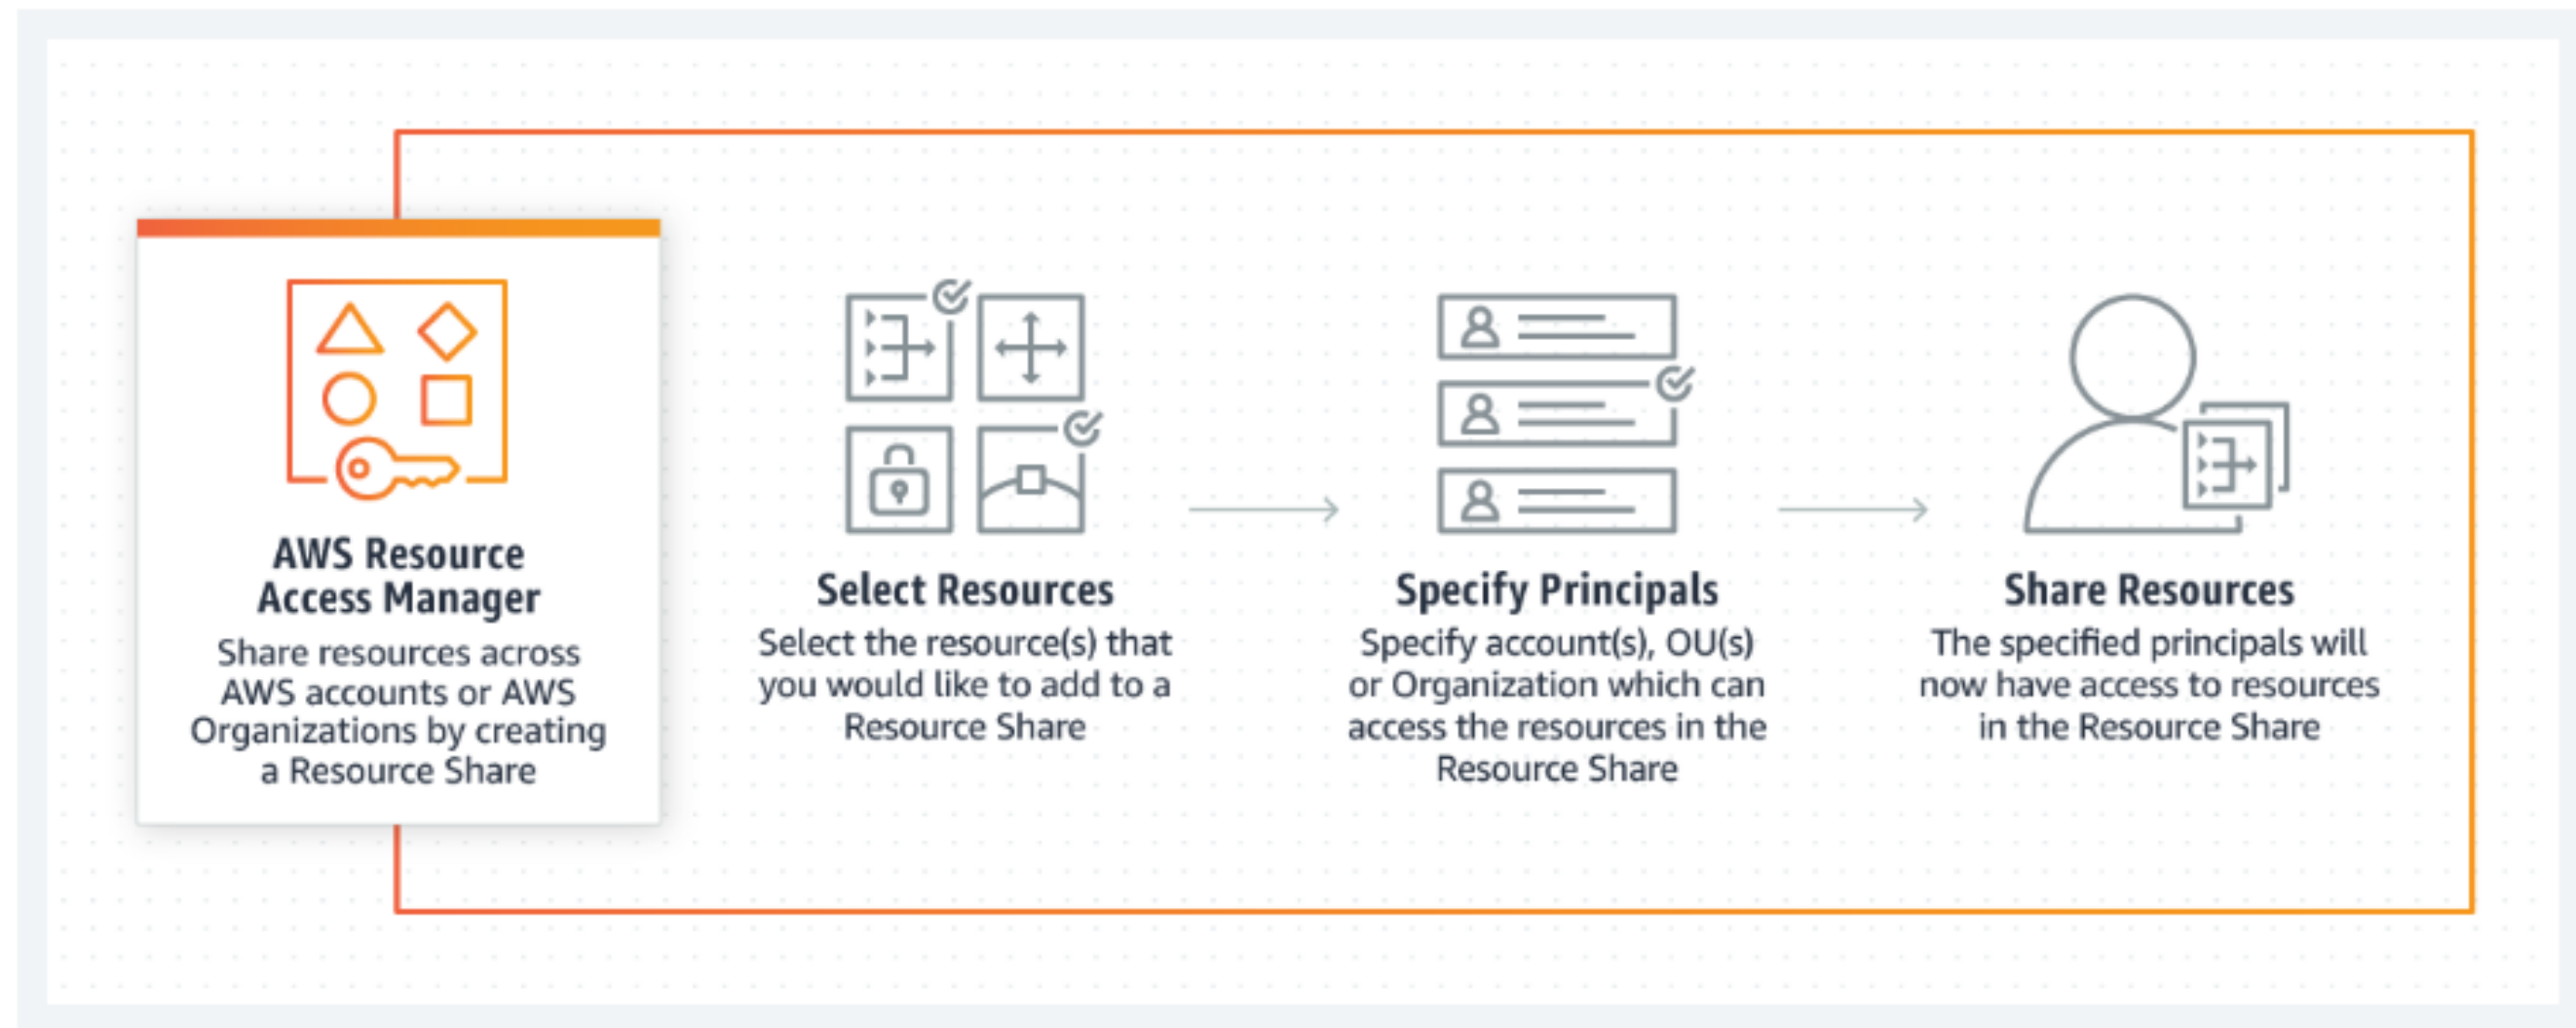 AWS Resource
Access Manager
Share resources across
AWS accounts or AWS
Organizations by creating
a Resource Share
Select Resources
Select the resource(s) that
you would like to add to a
Resource Share
Specify Principals
Specify account(s), OU(s)
or Organization which can
access the resources in the
Resource Share
Share Resources
The specified principals will
now have access to resources
in the Resource Share